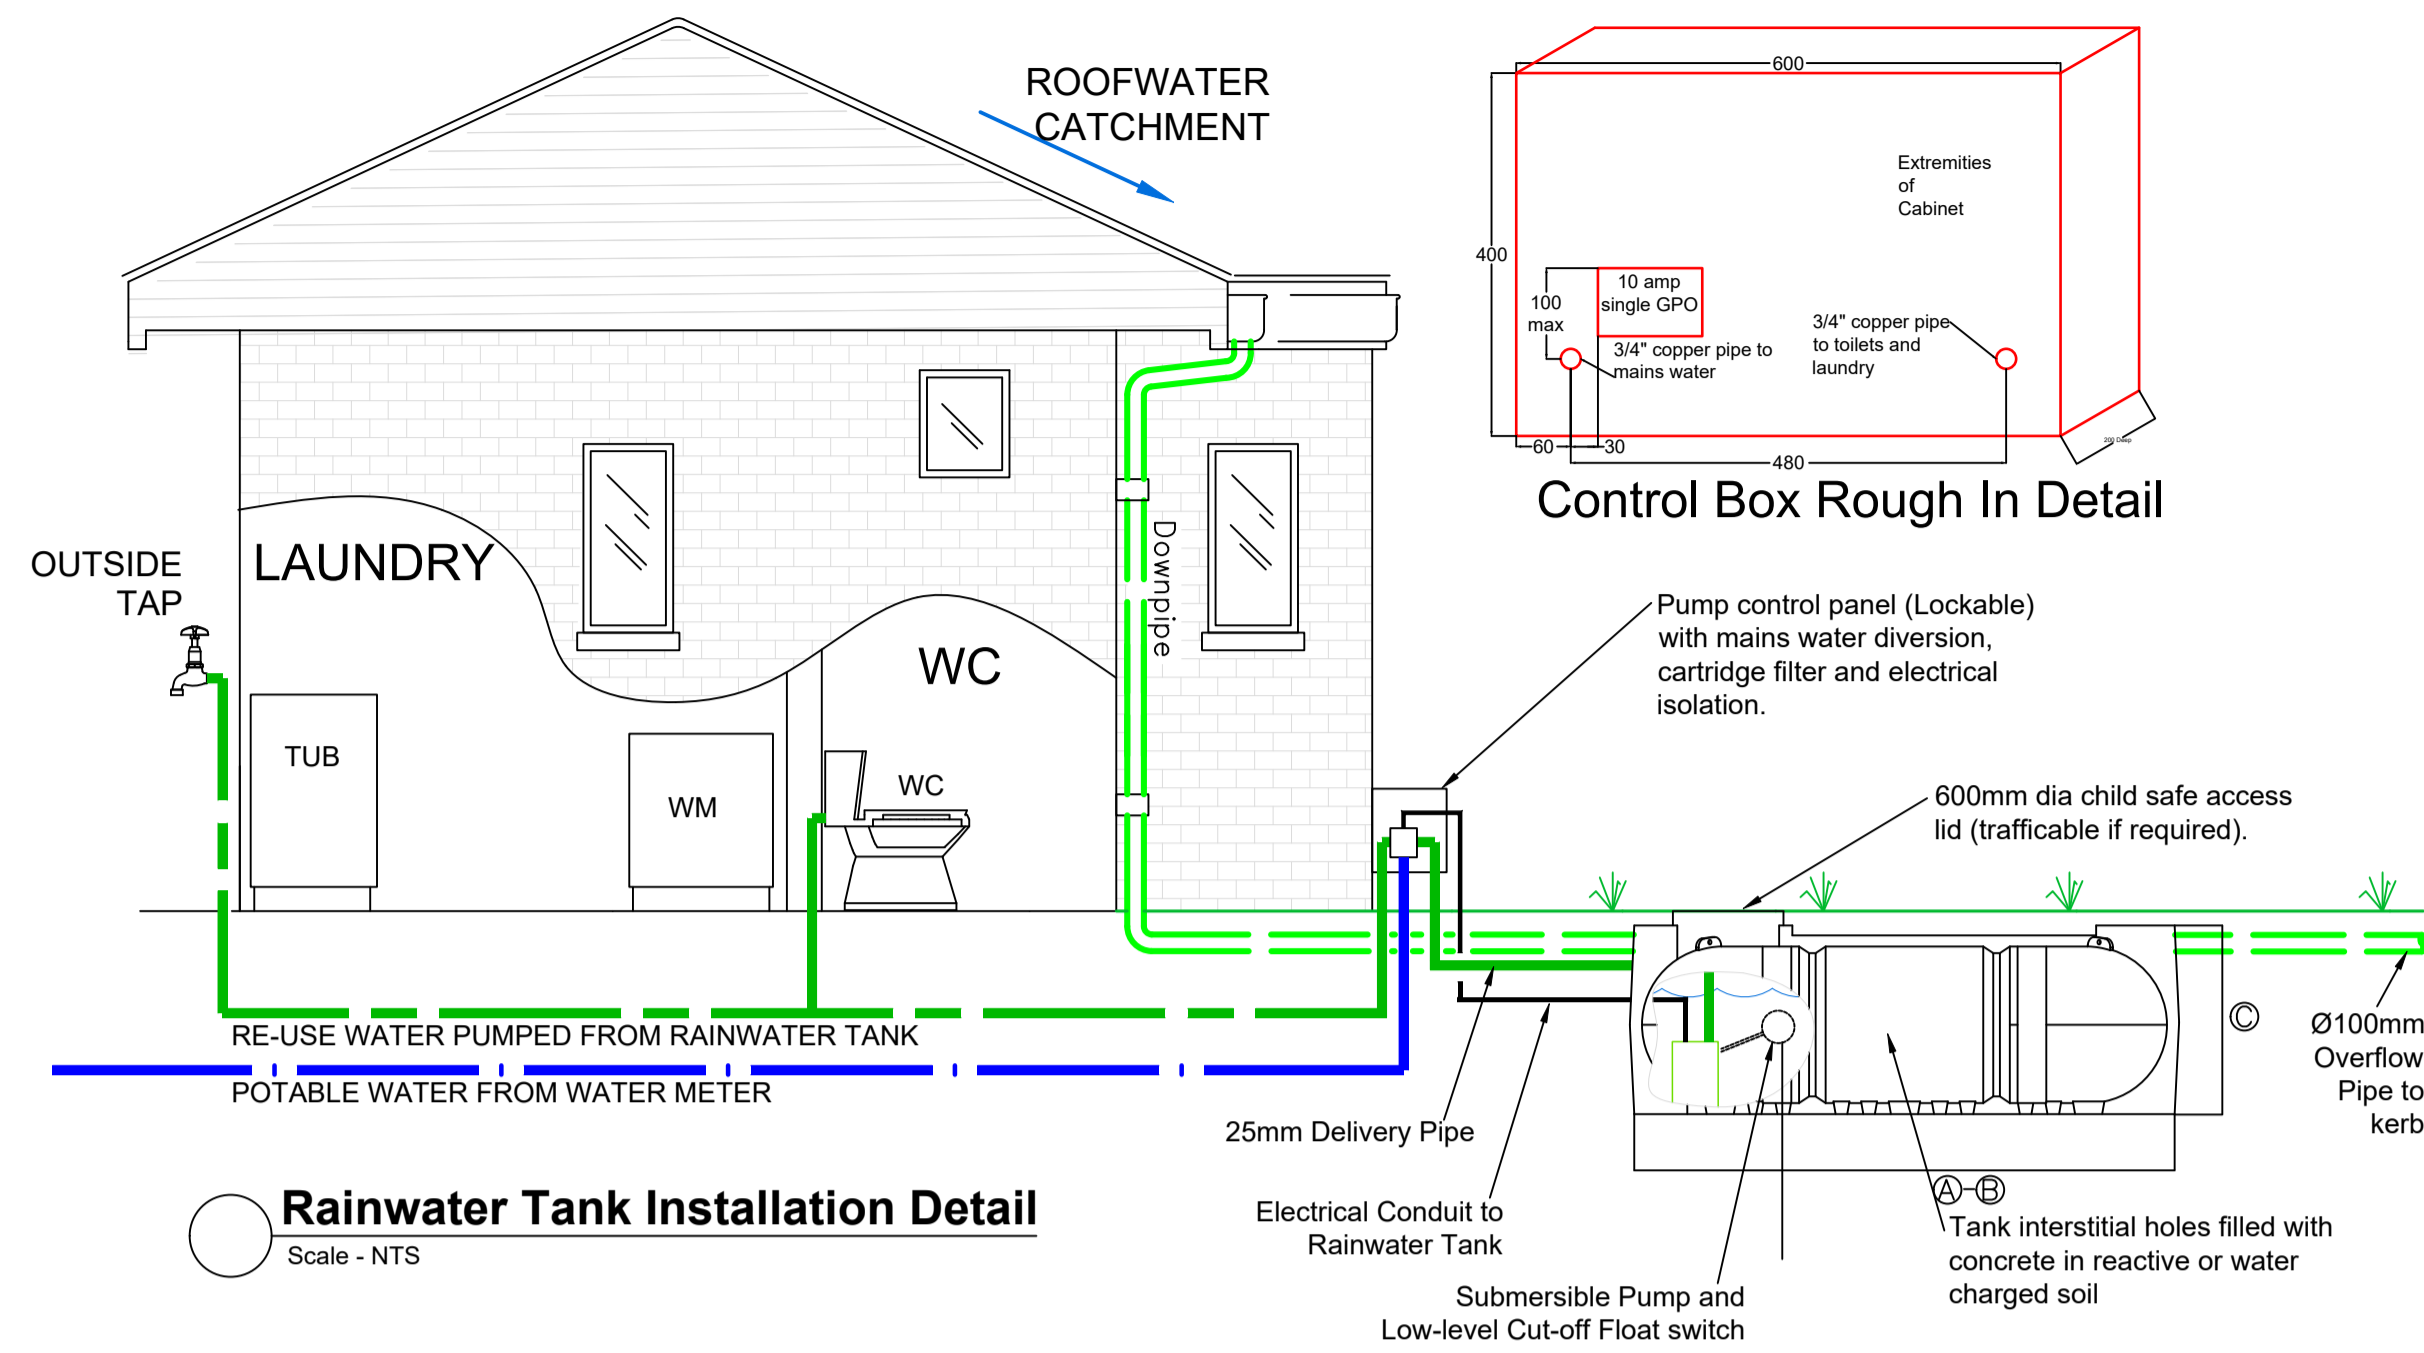 ROOFWATER
CATCHMENT
600
400
Extremities
of
Cabinet
10 amp
single GPO
100
max
3/4" copper pipe to
mains water
3/4" copper pipe
to toilets and
laundry
60
30
480
200 Deep
Control Box Rough In Detail
OUTSIDE
TAP
LAUNDRY
WC
Downpipe
TUB
WM
WC
Pump control panel (Lockable)
with mains water diversion,
cartridge filter and electrical
isolation.
600mm dia child safe access
lid (trafficable if required).
RE-USE WATER PUMPED FROM RAINWATER TANK
POTABLE WATER FROM WATER METER
C
Ø100mm
Overflow
Pipe to
kerb
25mm Delivery Pipe
Electrical Conduit to
Rainwater Tank
Submersible Pump and
Low-level Cut-off Float switch
A-B
Tank interstitial holes filled with
concrete in reactive or water
charged soil
Rainwater Tank Installation Detail
Scale - NTS